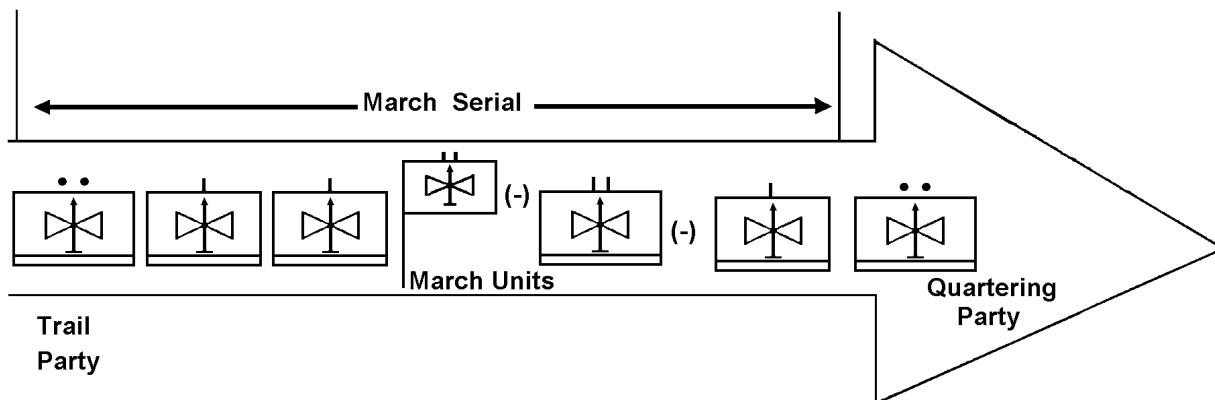 March Serial
(-)
(-)
March Units
Quartering
Party
Trail
Party